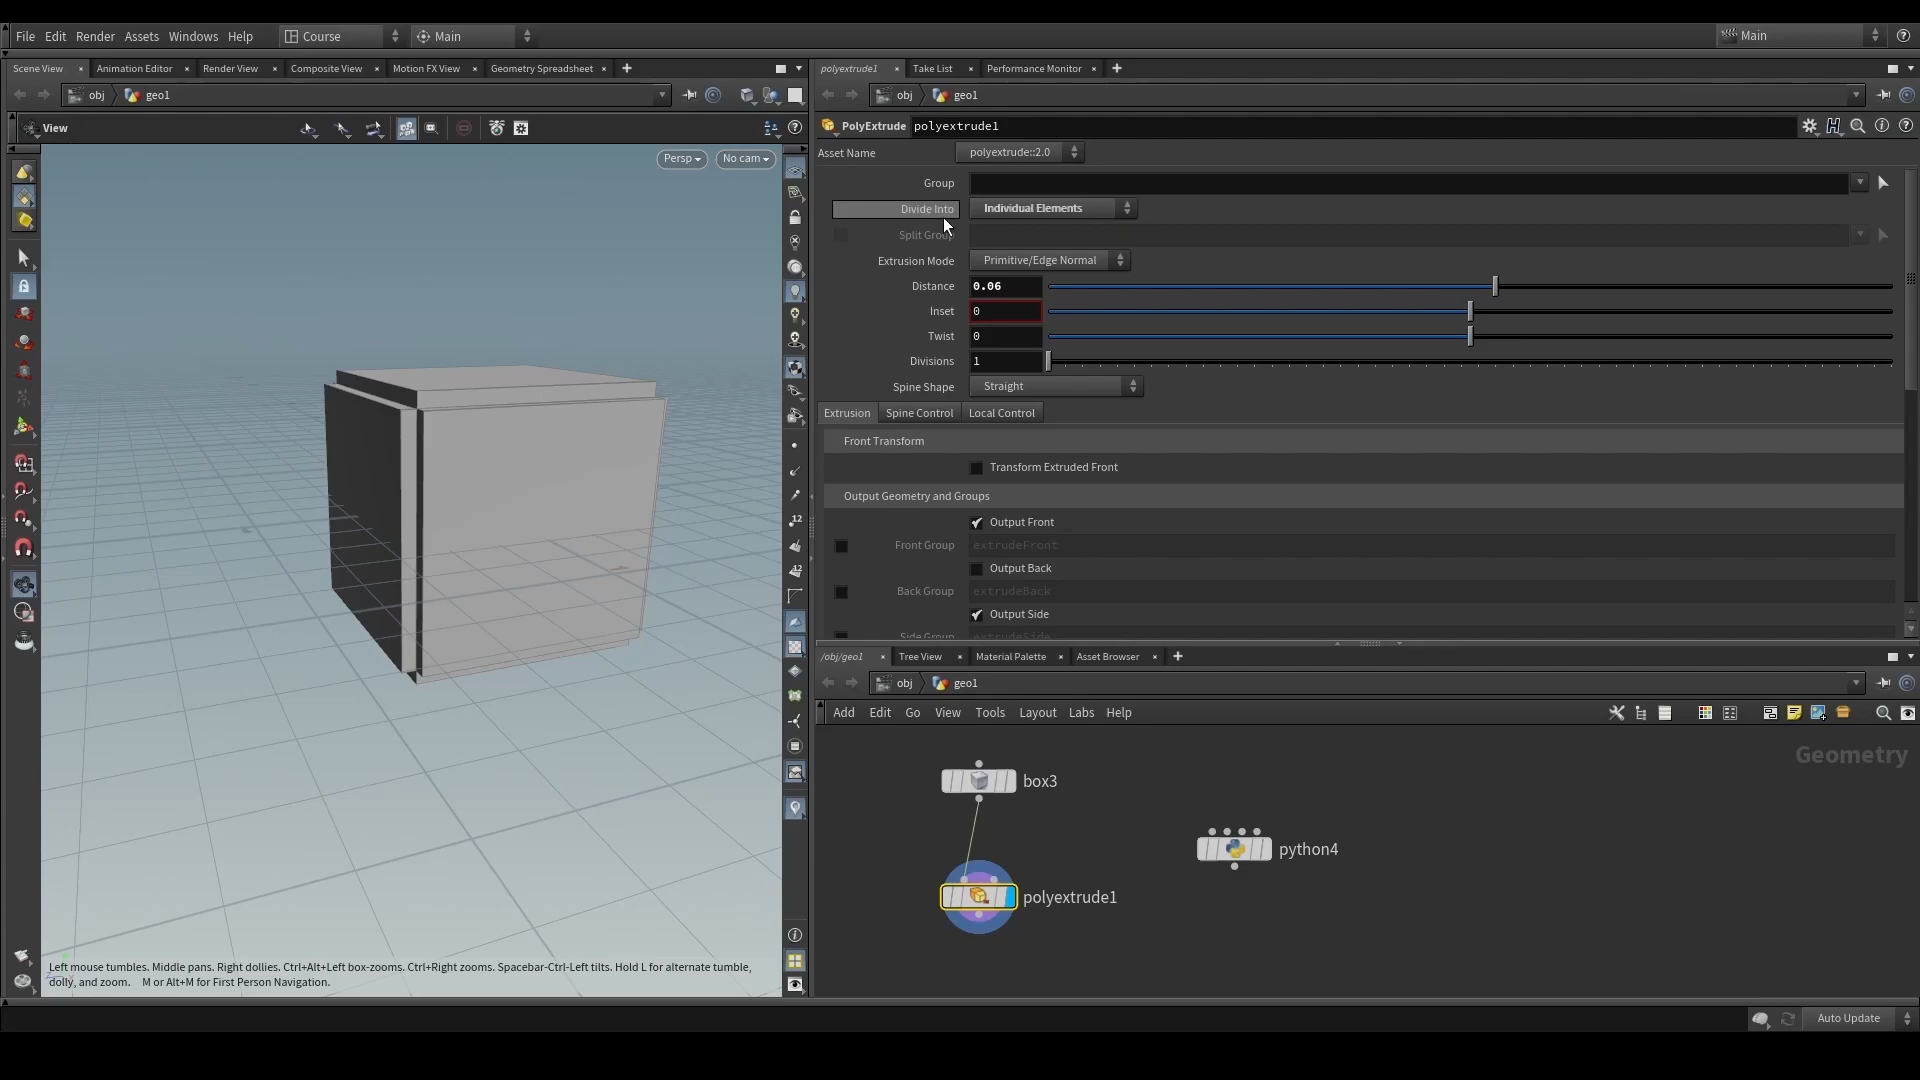 File Edit Render Assets Windows Help Course Main Main
Scene View Animation Editor Render View Composite View Motion FX View Geometry Spreadsheet
obj geo1
View
Persp No cam
Left mouse tumbles. Middle pans. Right dollies. Ctrl+Alt+Left box-zooms. Ctrl+Right zooms. Spacebar-Ctrl-Left tilts. Hold L for alternate tumble,
dolly, and zoom. M or Alt+M for First Person Navigation.
polyextrude1 Take List Performance Monitor
obj geo1
PolyExtrude polyextrude1
Asset Name polyextrude::2.0
Group
Divide Into Individual Elements
Split Group
Extrusion Mode Primitive/Edge Normal
Distance 0.06
Inset 0
Twist 0
Divisions 1
Spine Shape Straight
Extrusion Spine Control Local Control
Front Transform
Transform Extruded Front
Output Geometry and Groups
Output Front
Front Group extrudeFront
Output Back
Back Group extrudeBack
Output Side
Side Group extrudeSide
/obj/geo1 Tree View Material Palette Asset Browser
obj geo1
Add Edit Go View Tools Layout Labs Help
Geometry
box3
python4
polyextrude1
Auto Update